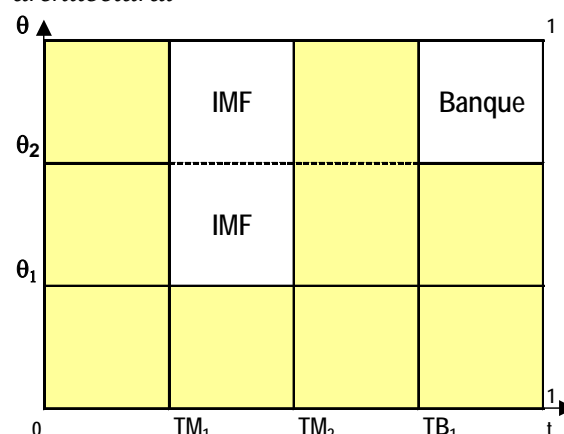 θ 1
IMF Banque
θ₂
IMF
θ₁
1
0 TM₁ TM₂ TB₁ t